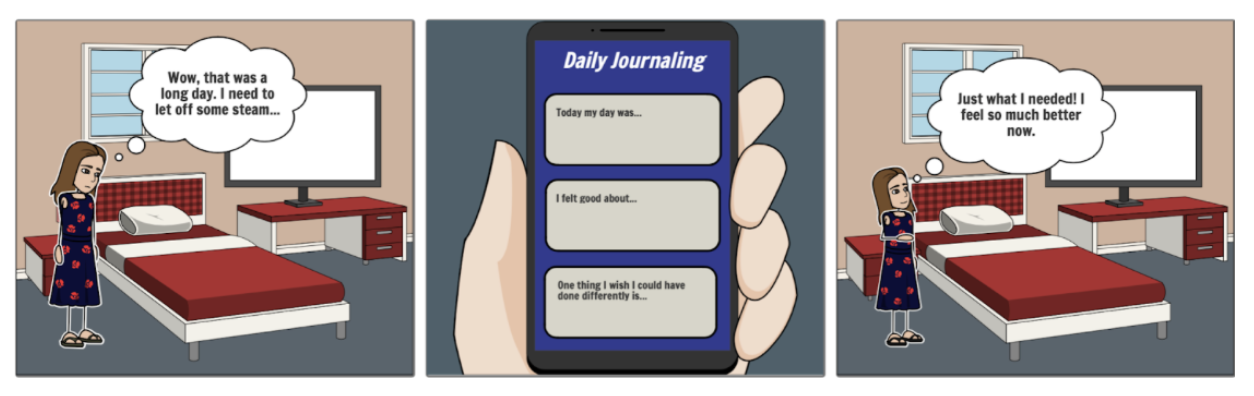 Wow, that was a
long day. I need to
let off some steam...
Daily Journaling
Today my day was...
I felt good about...
One thing I wish I could have
done differently is...
Just what I needed! I
feel so much better
now.